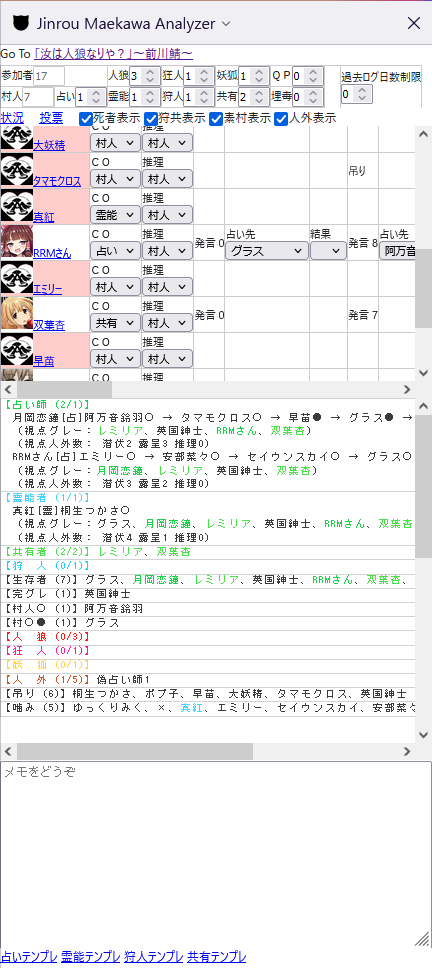 Jinrou Maekawa Analyzer
Go To 「汝は人狼なりや？」～前川鯖～
参加者 17 人狼 3 狂人 1 妖狐 1 ＱＰ 0 過去ログ日数制限
村人 7 占い 1 霊能 1 狩人 1 共有 2 埋毒 0 0
状況 投票 死者表示 狩共表示 素村表示 人外表示
大妖精 ＣＯ 推理
村人 村人
タマモクロス ＣＯ 推理 吊り
村人 村人
真紅 ＣＯ 推理
霊能 村人
RRMさん ＣＯ 推理 発言 0 占い先 結果 発言 8 占い先
占い 村人 グラス 阿万音
エミリー ＣＯ 推理
村人 村人
双葉杏 ＣＯ 推理 発言 0 発言 7
共有 村人
早苗 ＣＯ 推理
村人 村人
ＣＯ 推理
【占い師 (2/1)】
月岡恋鐘[占]阿万音鈴羽○ → タマモクロス○ → 早苗● → グラス● →
(視点グレー：レミリア、英国紳士、RRMさん、双葉杏)
(視点人外数： 潜伏2 露呈3 推理0)
RRMさん[占]エミリー○ → 安部菜々○ → セイウンスカイ○ → グラス○
(視点グレー：月岡恋鐘、レミリア、英国紳士、双葉杏)
(視点人外数： 潜伏3 露呈2 推理0)
【霊能者 (1/1)】
真紅[霊]桐生つかさ○
(視点グレー：グラス、月岡恋鐘、レミリア、英国紳士、RRMさん、双葉杏
(視点人外数： 潜伏4 露呈1 推理0)
【共有者 (2/2)】レミリア、双葉杏
【狩　人 (0/1)】
【生存者 (7)】グラス、月岡恋鐘、レミリア、英国紳士、RRMさん、双葉杏、
【完グレ (1)】英国紳士
【村人○ (1)】阿万音鈴羽
【村○● (1)】グラス
【人　狼 (0/3)】
【狂　人 (0/1)】
【妖　狐 (0/1)】
【人　外 (1/5)】偽占い師1
【吊り (6)】桐生つかさ、ポプ子、早苗、大妖精、タマモクロス、英国紳士
【噛み (5)】ゆっくりみく、×、真紅、エミリー、セイウンスカイ、安部菜々
メモをどうぞ
占いテンプレ 霊能テンプレ 狩人テンプレ 共有テンプレ